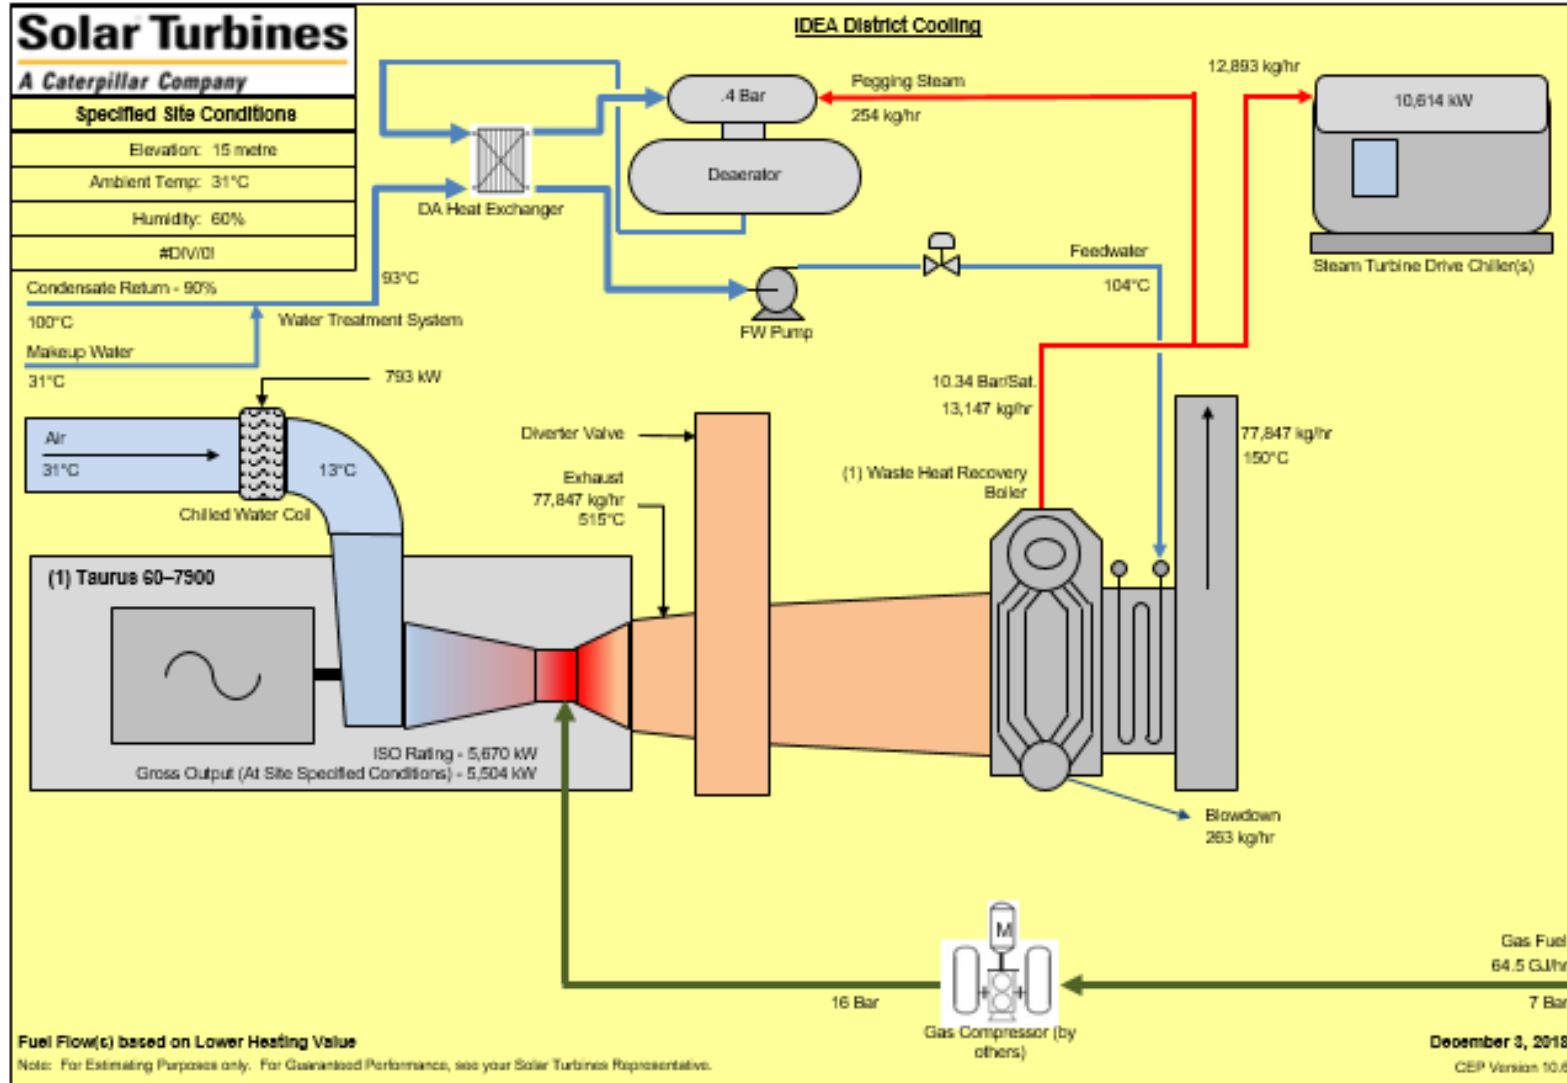 Solar Turbines
A Caterpillar Company
Specified Site Conditions
Elevation: 15 metre
Ambient Temp: 31°C
Humidity: 60%
#DIV/0!
IDEA District Cooling
.4 Bar
Pegging Steam
254 kg/hr
12,893 kg/hr
10,614 kW
Deaerator
DA Heat Exchanger
Steam Turbine Drive Chiller(s)
Feedwater
104°C
FW Pump
Condensate Return - 90%
100°C
93°C
Water Treatment System
Makeup Water
31°C
793 kW
Air
31°C
13°C
Chilled Water Coil
Diverter Valve
Exhaust
77,847 kg/hr
515°C
10.34 Bar/Sat.
13,147 kg/hr
(1) Waste Heat Recovery
Boiler
77,847 kg/hr
150°C
(1) Taurus 60–7900
ISO Rating - 5,670 kW
Gross Output (At Site Specified Conditions) - 5,504 kW
Blowdown
263 kg/hr
M
Gas Fuel
64.5 GJ/hr
16 Bar
7 Bar
Gas Compressor (by
others)
Fuel Flow(s) based on Lower Heating Value
Note: For Estimating Purposes only. For Guaranteed Performance, see your Solar Turbines Representative.
December 3, 2018
CEP Version 10.6